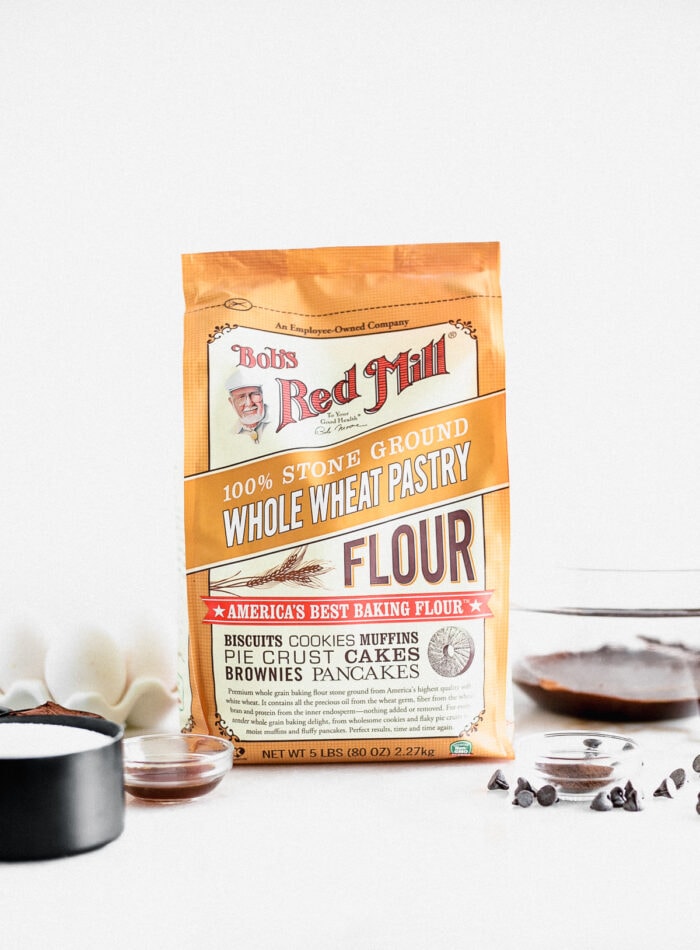 An Employee-Owned Company
Bob's
Red Mill®
To Your
Good Health™
Bob Moore
100% STONE GROUND
WHOLE WHEAT PASTRY
FLOUR
★AMERICA'S BEST BAKING FLOUR™★
BISCUITS COOKIES MUFFINS
PIE CRUST CAKES
BROWNIES PANCAKES
Premium whole grain baking flour stone ground from America's highest quality soft
white wheat. It contains all the precious oil from the wheat germ, fiber from the wheat
bran and protein from the inner endosperm—nothing added or removed. For
tender whole grain baking delight, from wholesome cookies and flaky pie
moist muffins and fluffy pancakes. Perfect results, time and time again.
NET WT 5 LBS (80 OZ) 2.27kg